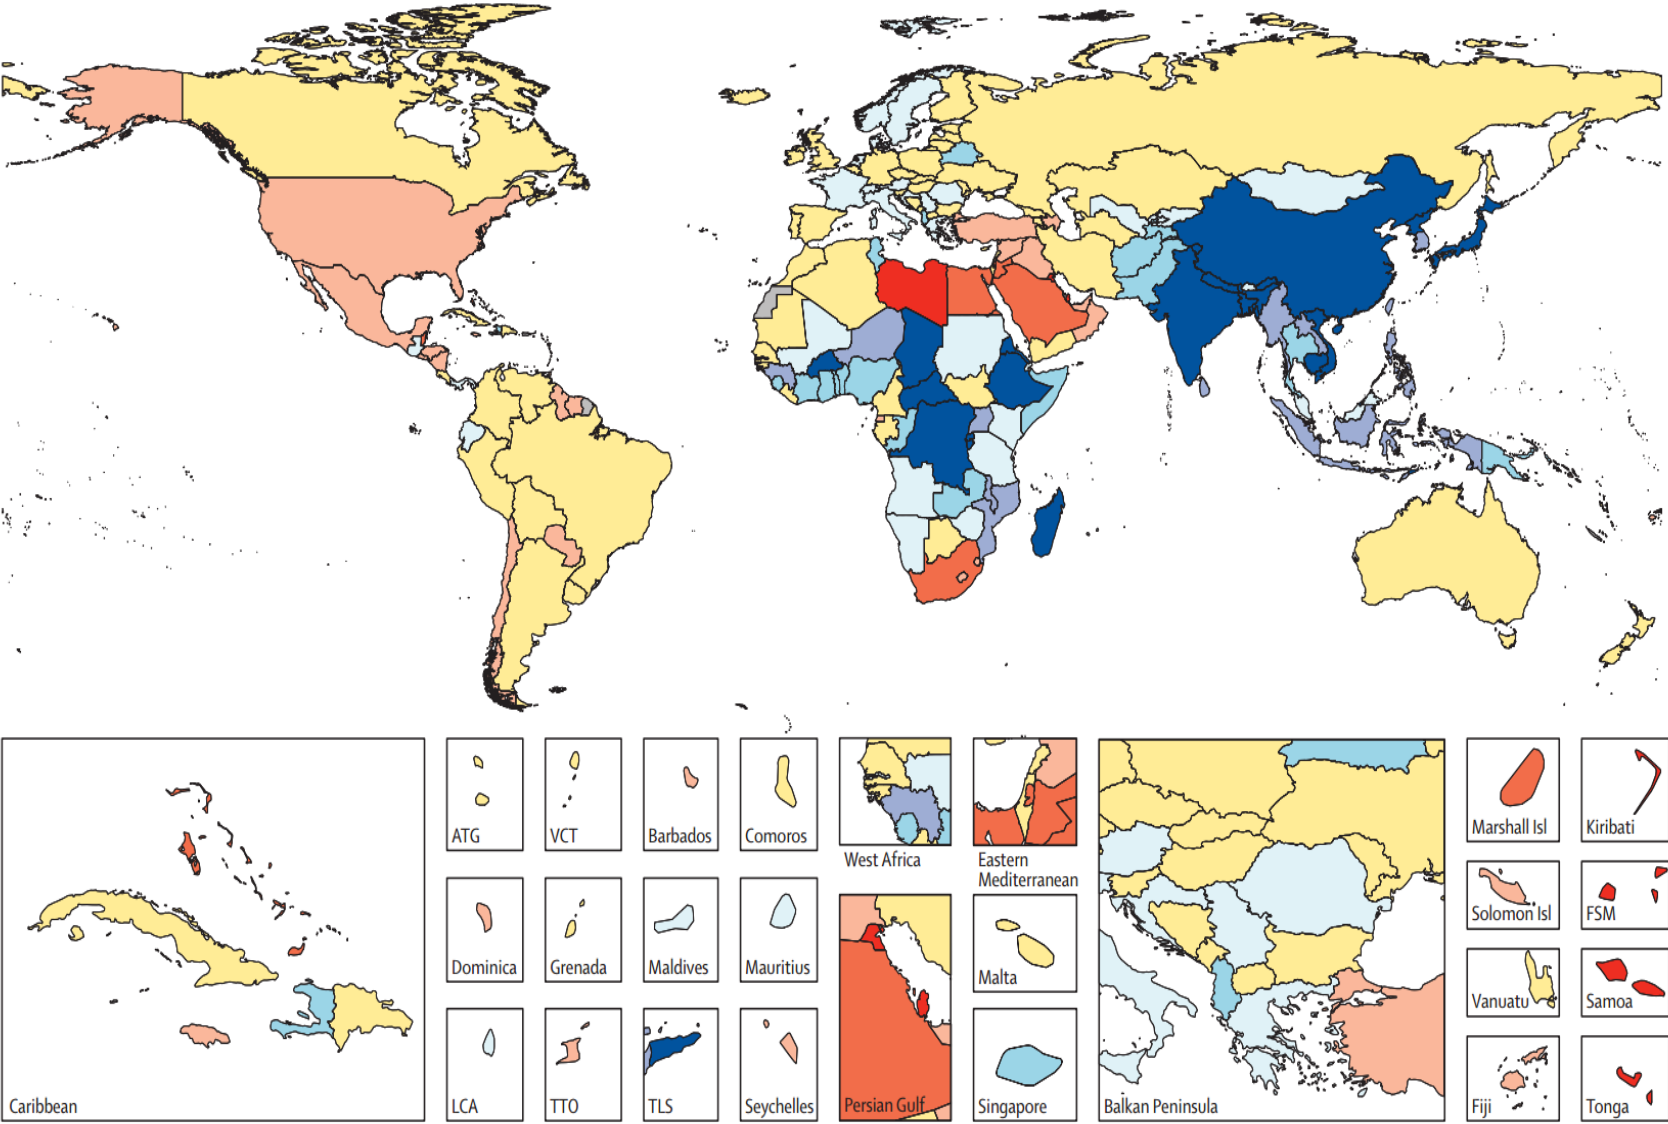 Caribbean
ATG
VCT
Barbados
Comoros
Dominica
Grenada
Maldives
Mauritius
LCA
TTO
TLS
Seychelles
West Africa
Eastern
Mediterranean
Persian Gulf
Malta
Singapore
Balkan Peninsula
Marshall Isl
Kiribati
Solomon Isl
FSM
Vanuatu
Samoa
Fiji
Tonga